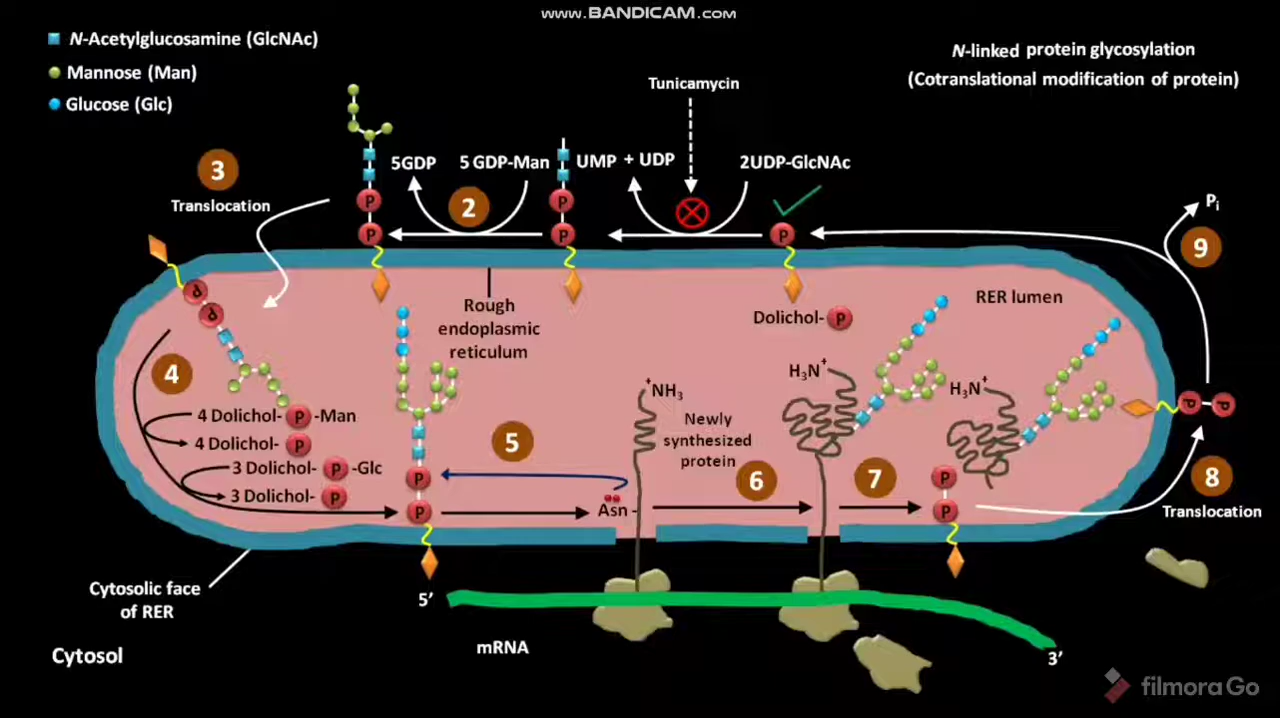 www.BANDICAM.com
N-Acetylglucosamine (GlcNAc)
Mannose (Man)
Glucose (Glc)
N-linked protein glycosylation
(Cotranslational modification of protein)
Tunicamycin
3
Translocation
5GDP
5 GDP-Man
2
UMP + UDP
2UDP-GlcNAc
P
P
P
P
P
Pi
9
P
P
Rough
endoplasmic
reticulum
RER lumen
Dolichol-P
4
4 Dolichol-P-Man
4 Dolichol-P
3 Dolichol-P-Glc
3 Dolichol-P
P
P
5
+NH3
Newly
synthesized
protein
Asn
6
H3N+
7
H3N+
P
P
P
P
8
Translocation
Cytosolic face
of RER
5’
mRNA
3’
Cytosol
filmoraGo